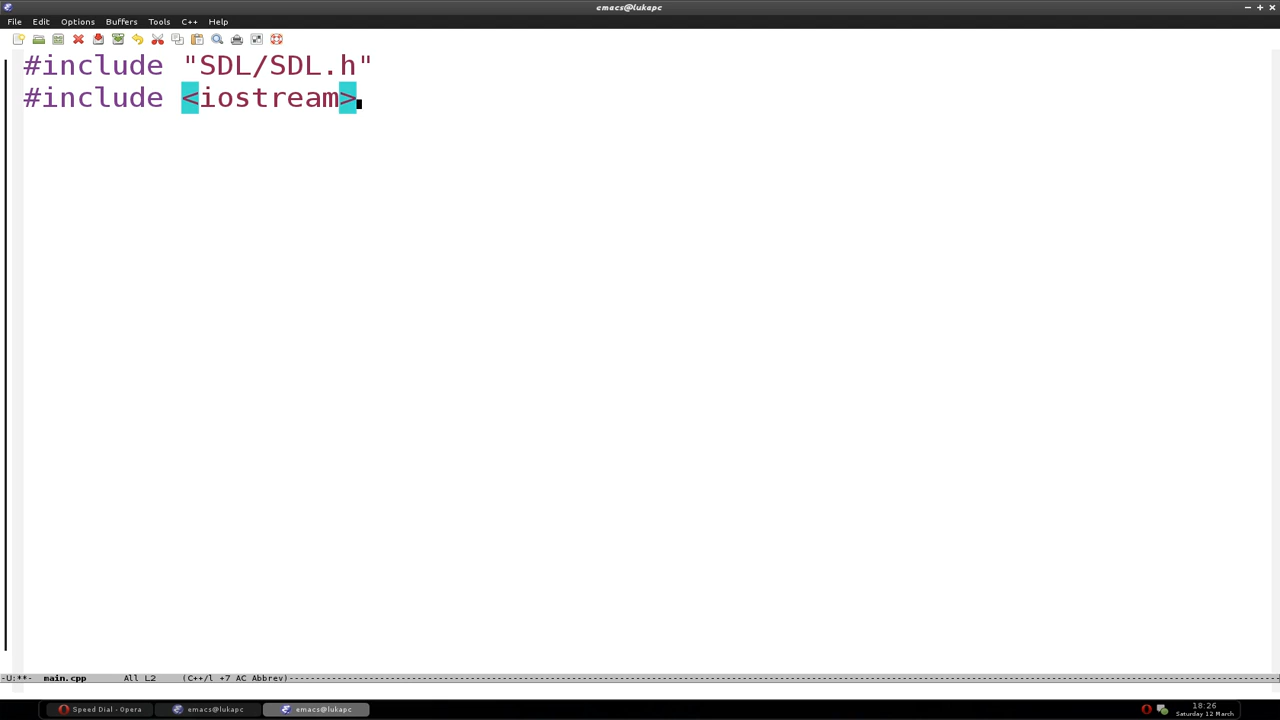 emacs@lukapc
File Edit Options Buffers Tools C++ Help
#include "SDL/SDL.h"
#include <iostream>
-U:**- main.cpp All L2 (C++/l +7 AC Abbrev)--------------------
Speed Dial - Opera emacs@lukapc emacs@lukapc
18:26
Saturday 12 March